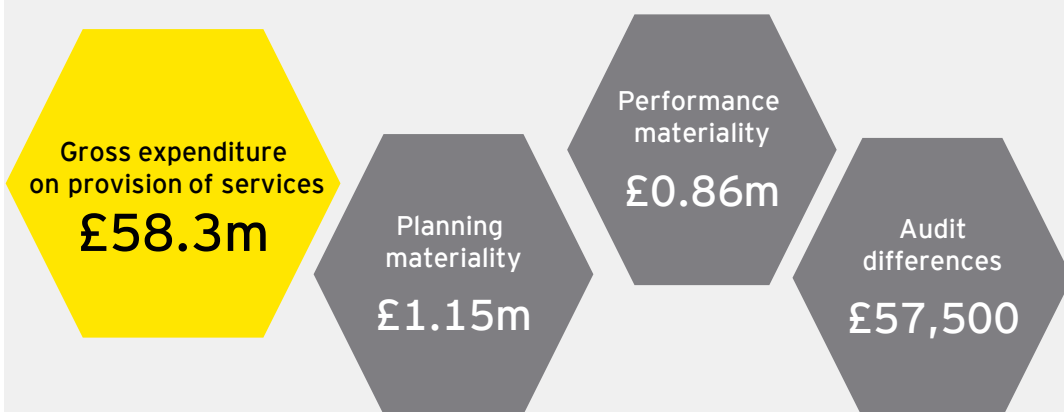 Gross expenditure
on provision of services
£58.3m
Planning
materiality
£1.15m
Performance
materiality
£0.86m
Audit
differences
£57,500